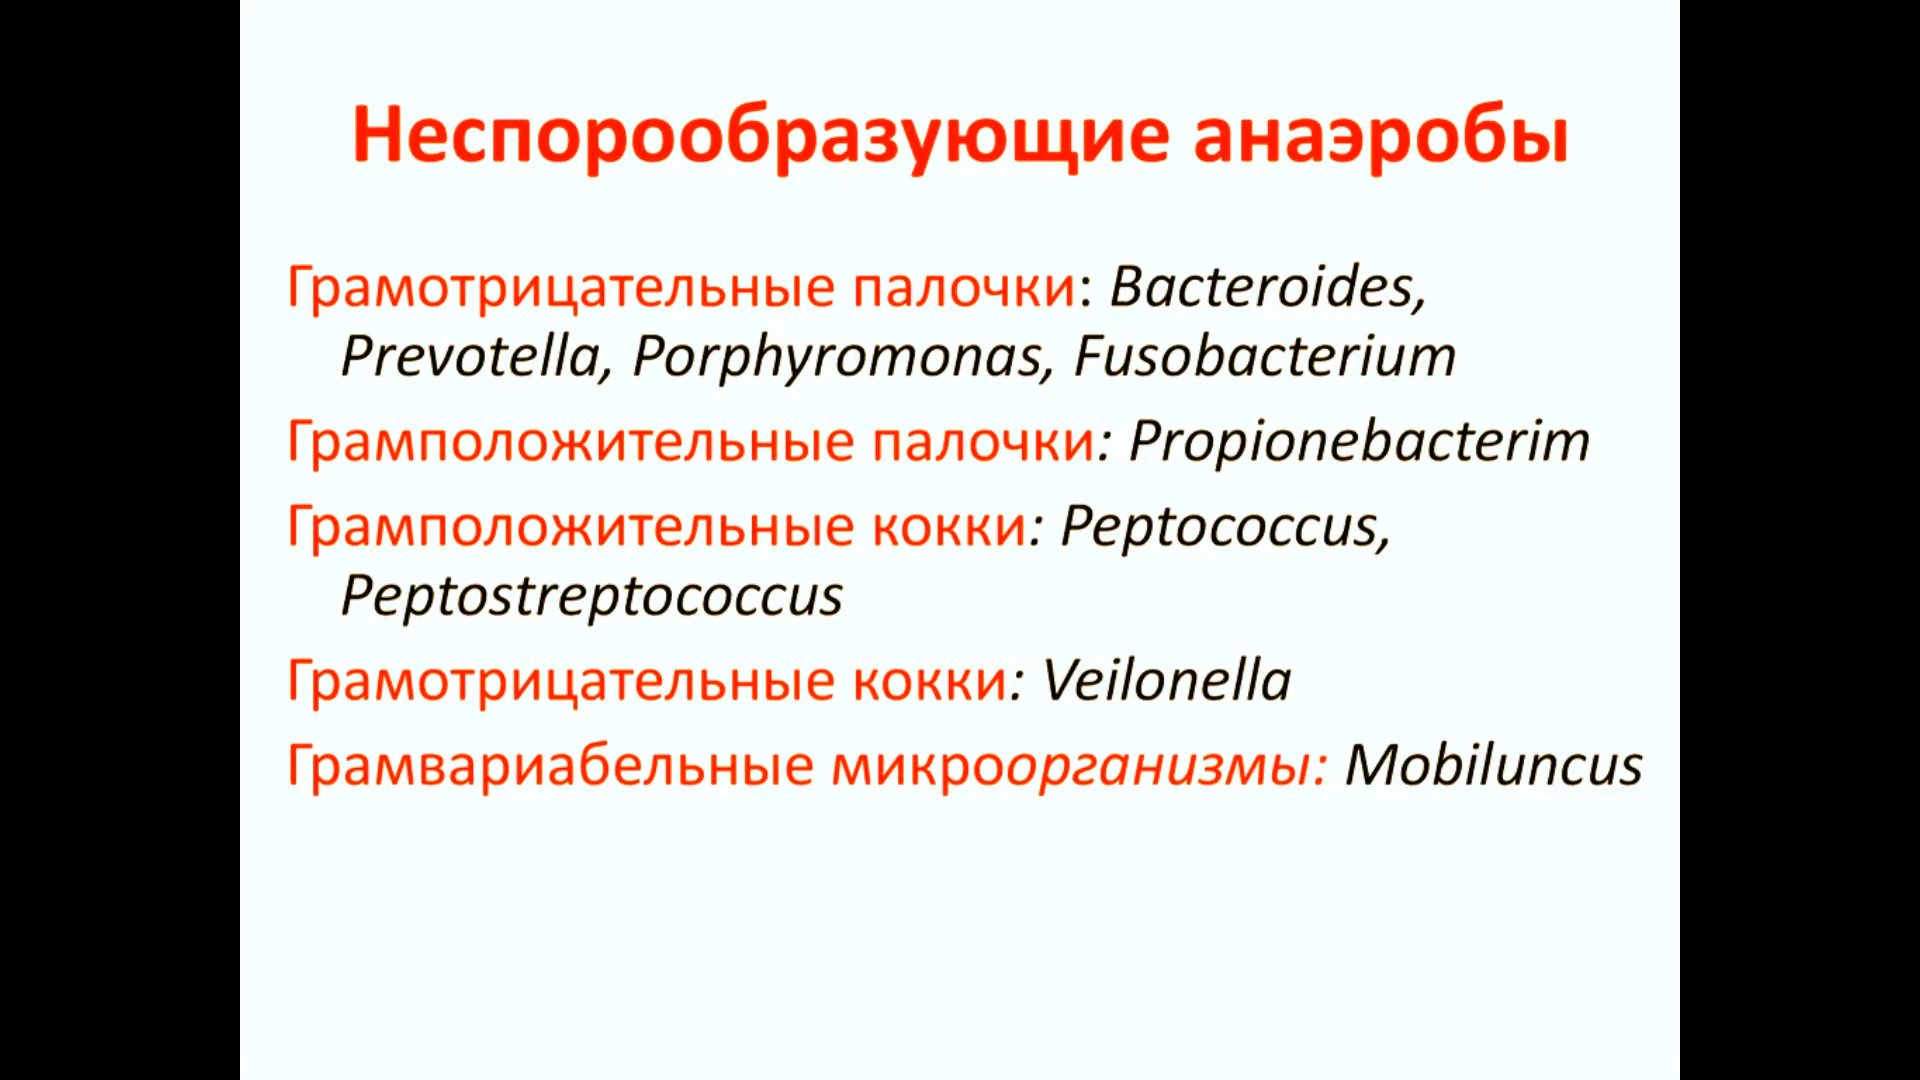 Неспорообразующие анаэробы
Грамотрицательные палочки: Bacteroides,
Prevotella, Porphyromonas, Fusobacterium
Грамположительные палочки: Propionebacterim
Грамположительные кокки: Peptococcus,
Peptostreptococcus
Грамотрицательные кокки: Veilonella
Грамвариабельные микроорганизмы: Mobiluncus